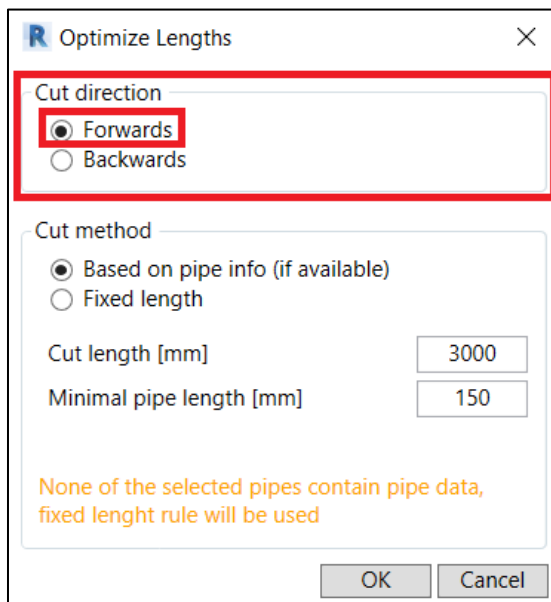 R Optimize Lengths
Cut direction
Forwards
Backwards
Cut method
Based on pipe info (if available)
Fixed length
Cut length [mm] 3000
Minimal pipe length [mm] 150
None of the selected pipes contain pipe data,
fixed lenght rule will be used
OK Cancel